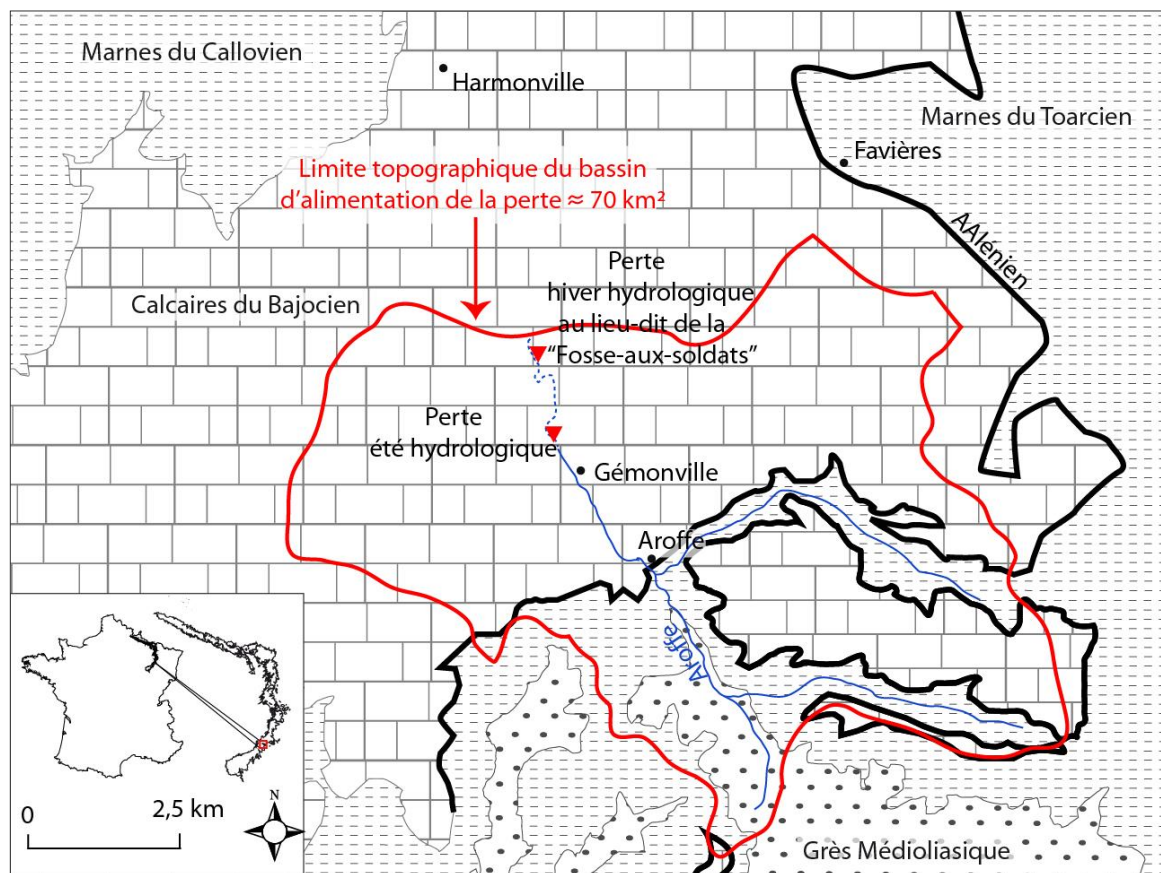 Marnes du Callovien
Harmonville
Marnes du Toarcien
Favières
Limite topographique du bassin
d'alimentation de la perte ≈ 70 km²
AAlénien
Perte
hiver hydrologique
au lieu-dit de la
"Fosse-aux-soldats"
Calcaires du Bajocien
Perte
été hydrologique
Gémonville
Aroffe
Aroffe
0
2,5 km
N
Grès Médioliasique